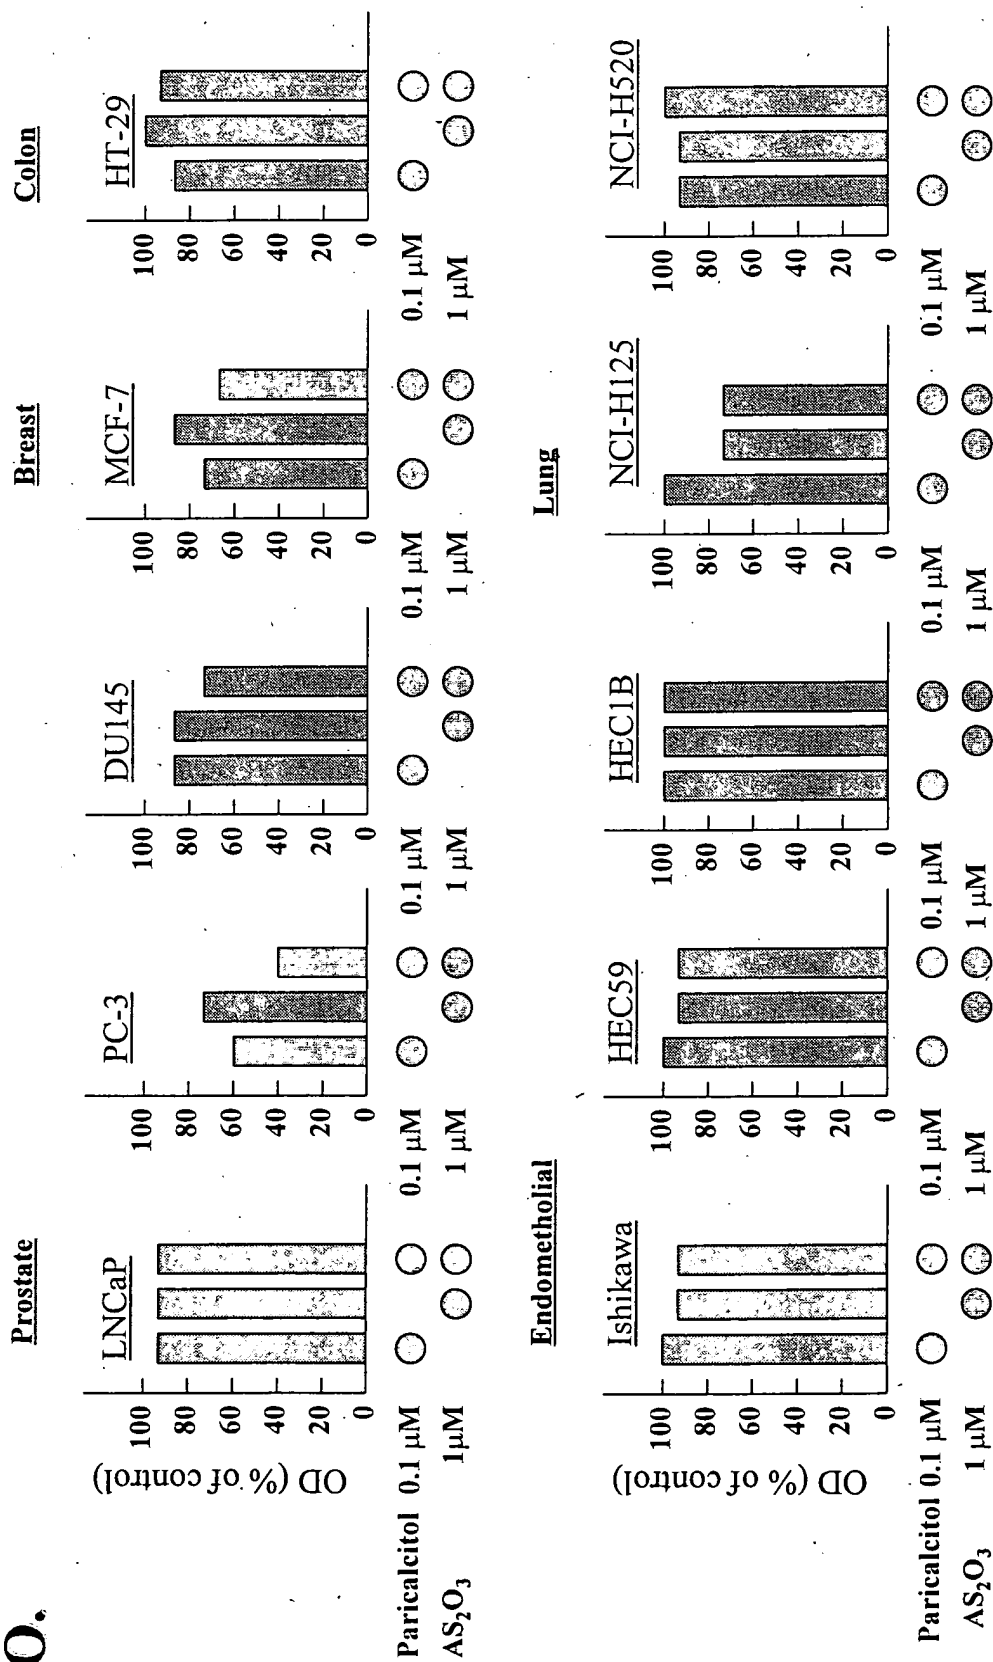 O.
Prostate
Breast
Colon
LNCaP
PC-3
DU145
MCF-7
HT-29
OD (% of control)
100 100 100 100 100
80 80 80 80 80
60 60 60 60 60
40 40 40 40 40
20 20 20 20 20
0 0 0 0 0
Paricalcitol 0.1 µM 0.1 µM 0.1 µM 0.1 µM 0.1 µM
AS₂O₃ 1µM 1 µM 1 µM 1 µM 1 µM
Endometholial
Lung
Ishikawa
HEC59
HEC1B
NCI-H125
NCI-H520
OD (% of control)
100 100 100 100 100
80 80 80 80 80
60 60 60 60 60
40 40 40 40 40
20 20 20 20 20
0 0 0 0 0
Paricalcitol 0.1 µM 0.1 µM 0.1 µM 0.1 µM 0.1 µM
AS₂O₃ 1 µM 1 µM 1 µM 1 µM 1 µM